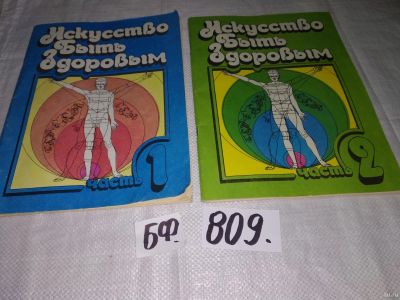 Искусство
Быть
Здоровым
часть 1
Искусство
Быть
Здоровым
часть 2
БФ. 809.